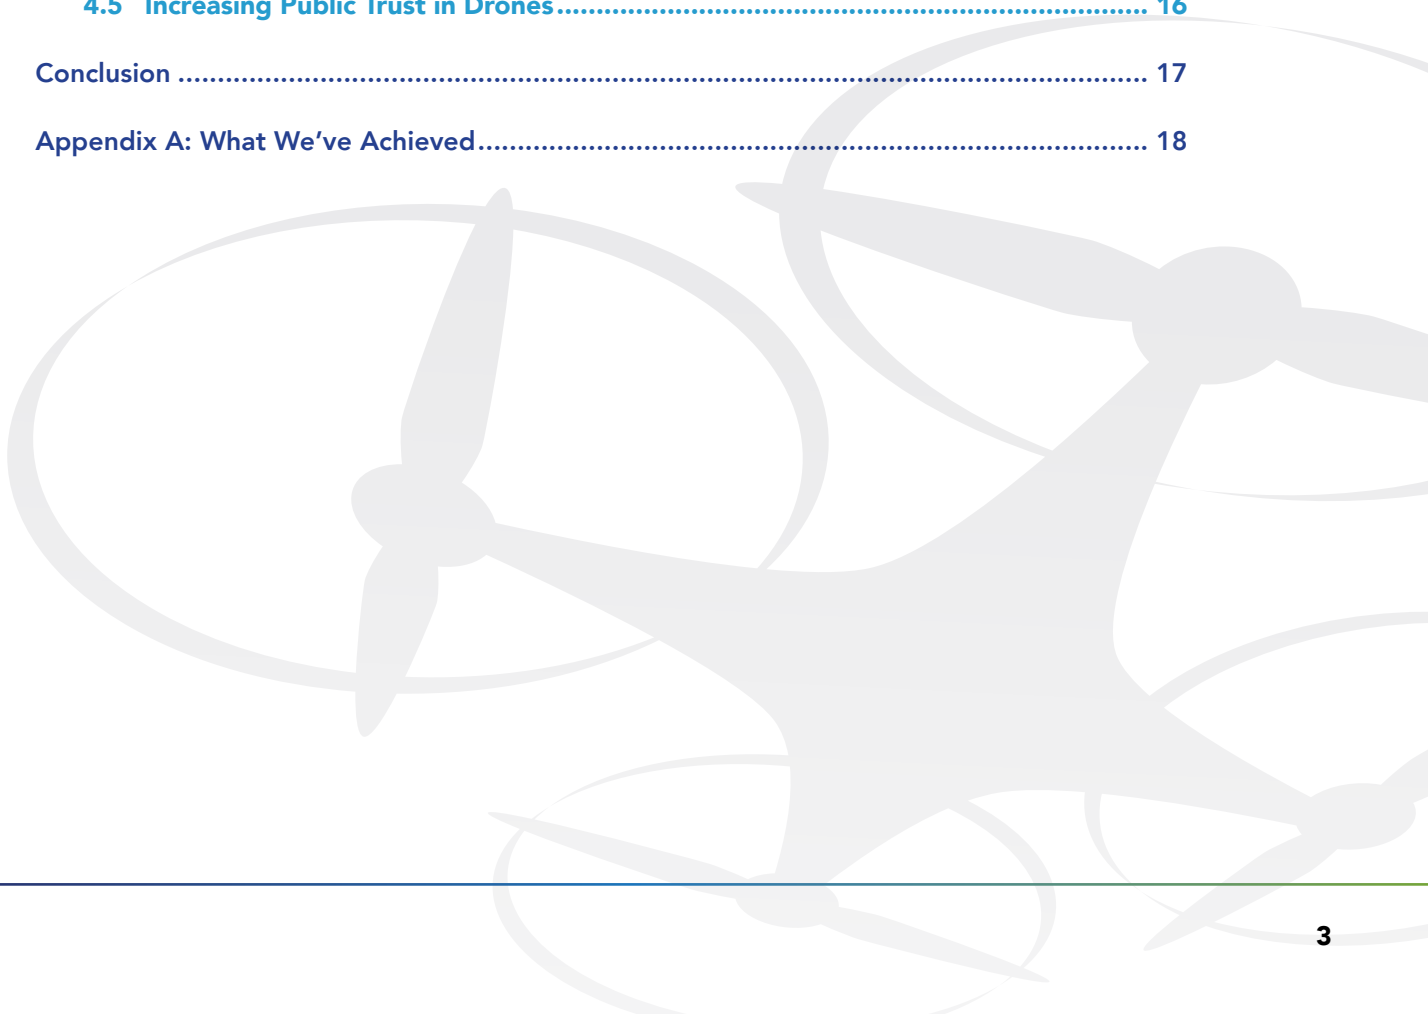 4.5 Increasing Public Trust in Drones.......................................................................... 16
Conclusion .......................................................................................................................... 17
Appendix A: What We’ve Achieved.................................................................................... 18
3